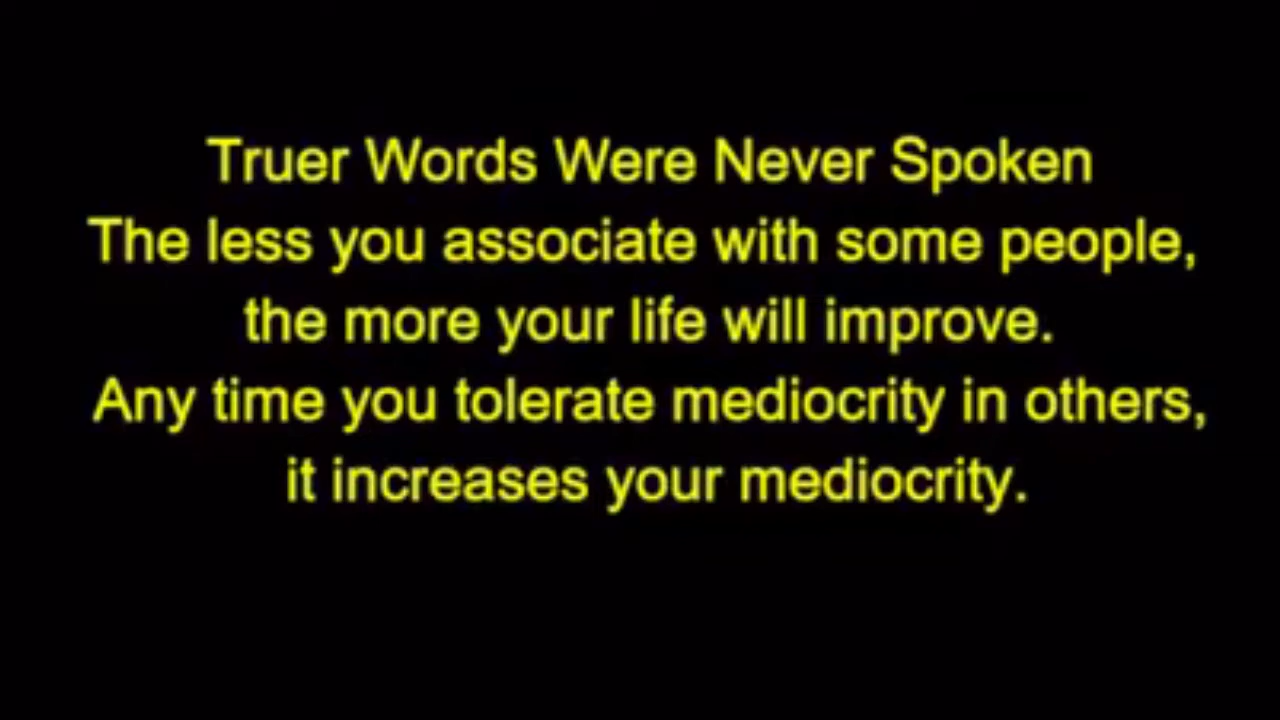 Truer Words Were Never Spoken
The less you associate with some people,
the more your life will improve.
Any time you tolerate mediocrity in others,
it increases your mediocrity.